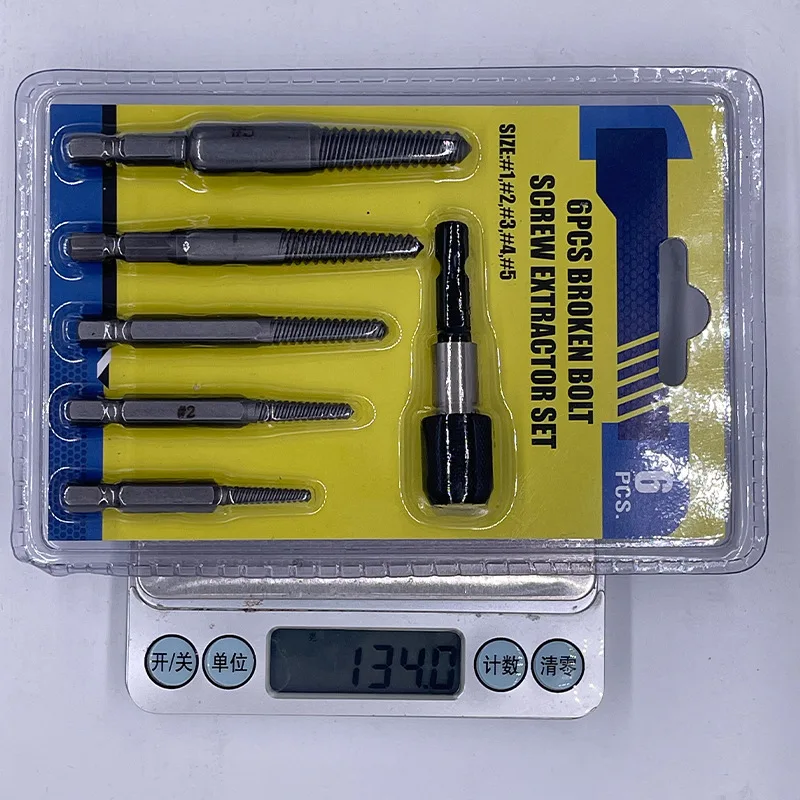 SIZE:#1,#2,#3,#4,#5
6PCS BROKEN BOLT
SCREW EXTRACTOR SET
6
PCS.
#2
开/关
单位
134.0
计数
清零